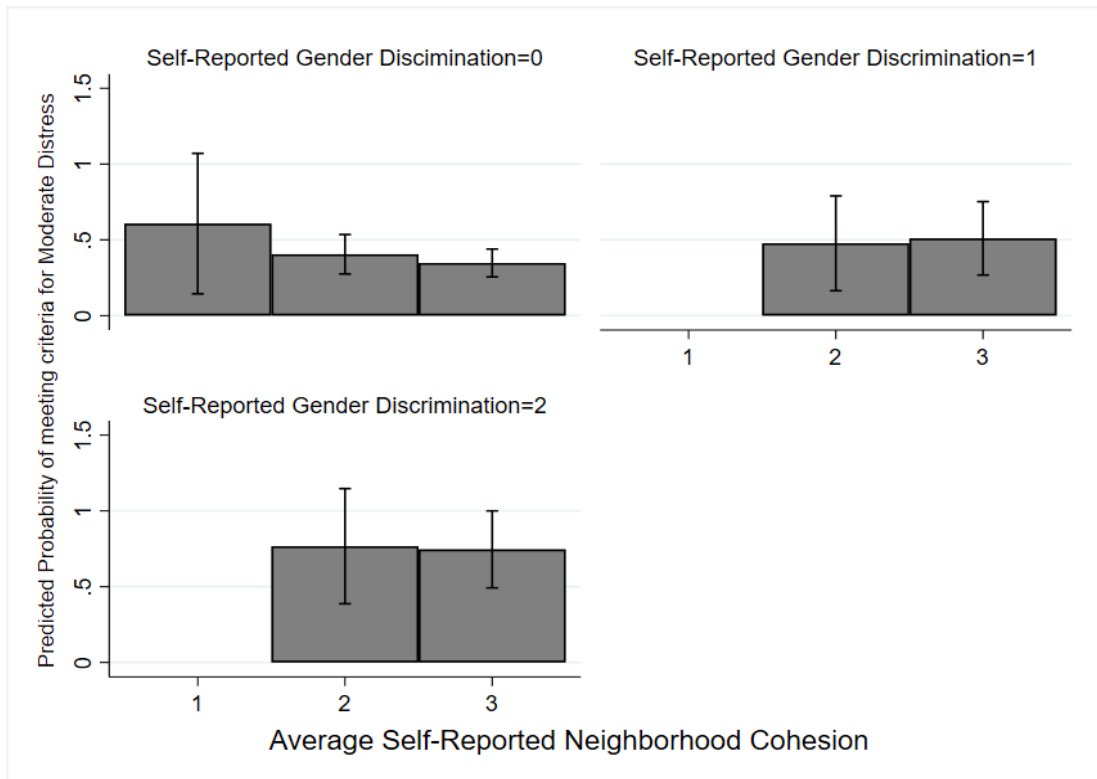 Self-Reported Gender Discimination=0
Self-Reported Gender Discrimination=1
Predicted Probability of meeting criteria for Moderate Distress
1.5
1
.5
0
1
2
3
Self-Reported Gender Discrimination=2
1.5
1
.5
0
1
2
3
Average Self-Reported Neighborhood Cohesion